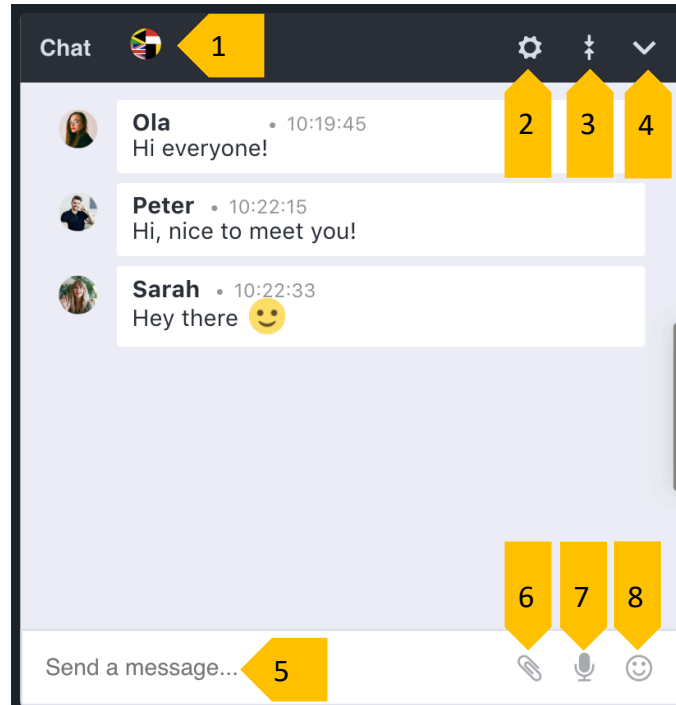 Chat 1
2 3 4
Ola • 10:19:45
Hi everyone!
Peter • 10:22:15
Hi, nice to meet you!
Sarah • 10:22:33
Hey there 🙂
6 7 8
Send a message... 5